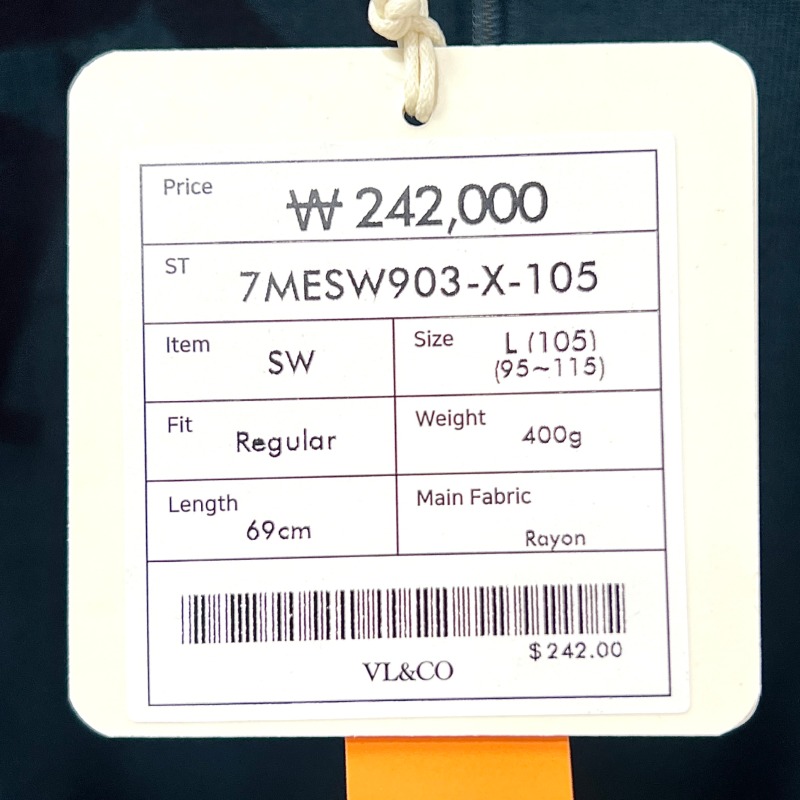 Price
₩ 242,000
ST
7MESW903-X-105
Item
SW
Size
L (105)
(95~115)
Fit
Regular
Weight
400g
Length
69cm
Main Fabric
Rayon
$242.00
VL&CO